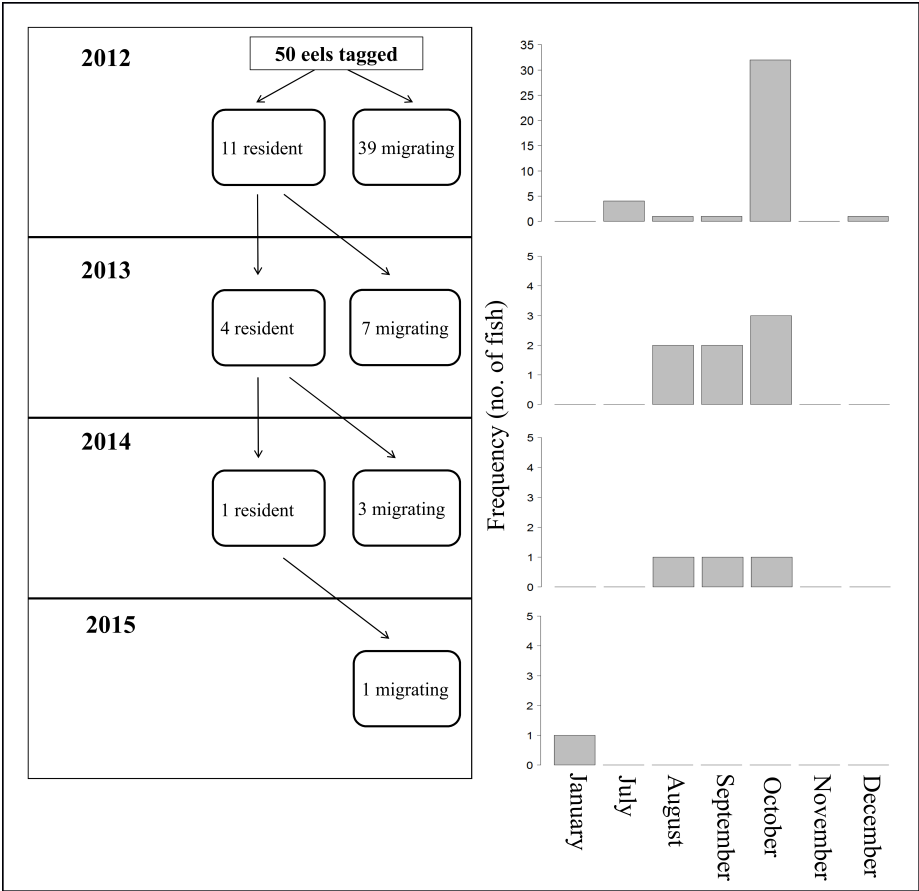 2012
50 eels tagged
11 resident
39 migrating
2013
4 resident
7 migrating
2014
1 resident
3 migrating
2015
1 migrating
Frequency (no. of fish)
35
30
25
20
15
10
5
0
5
4
3
2
1
0
5
4
3
2
1
0
5
4
3
2
1
0
January
July
August
September
October
November
December